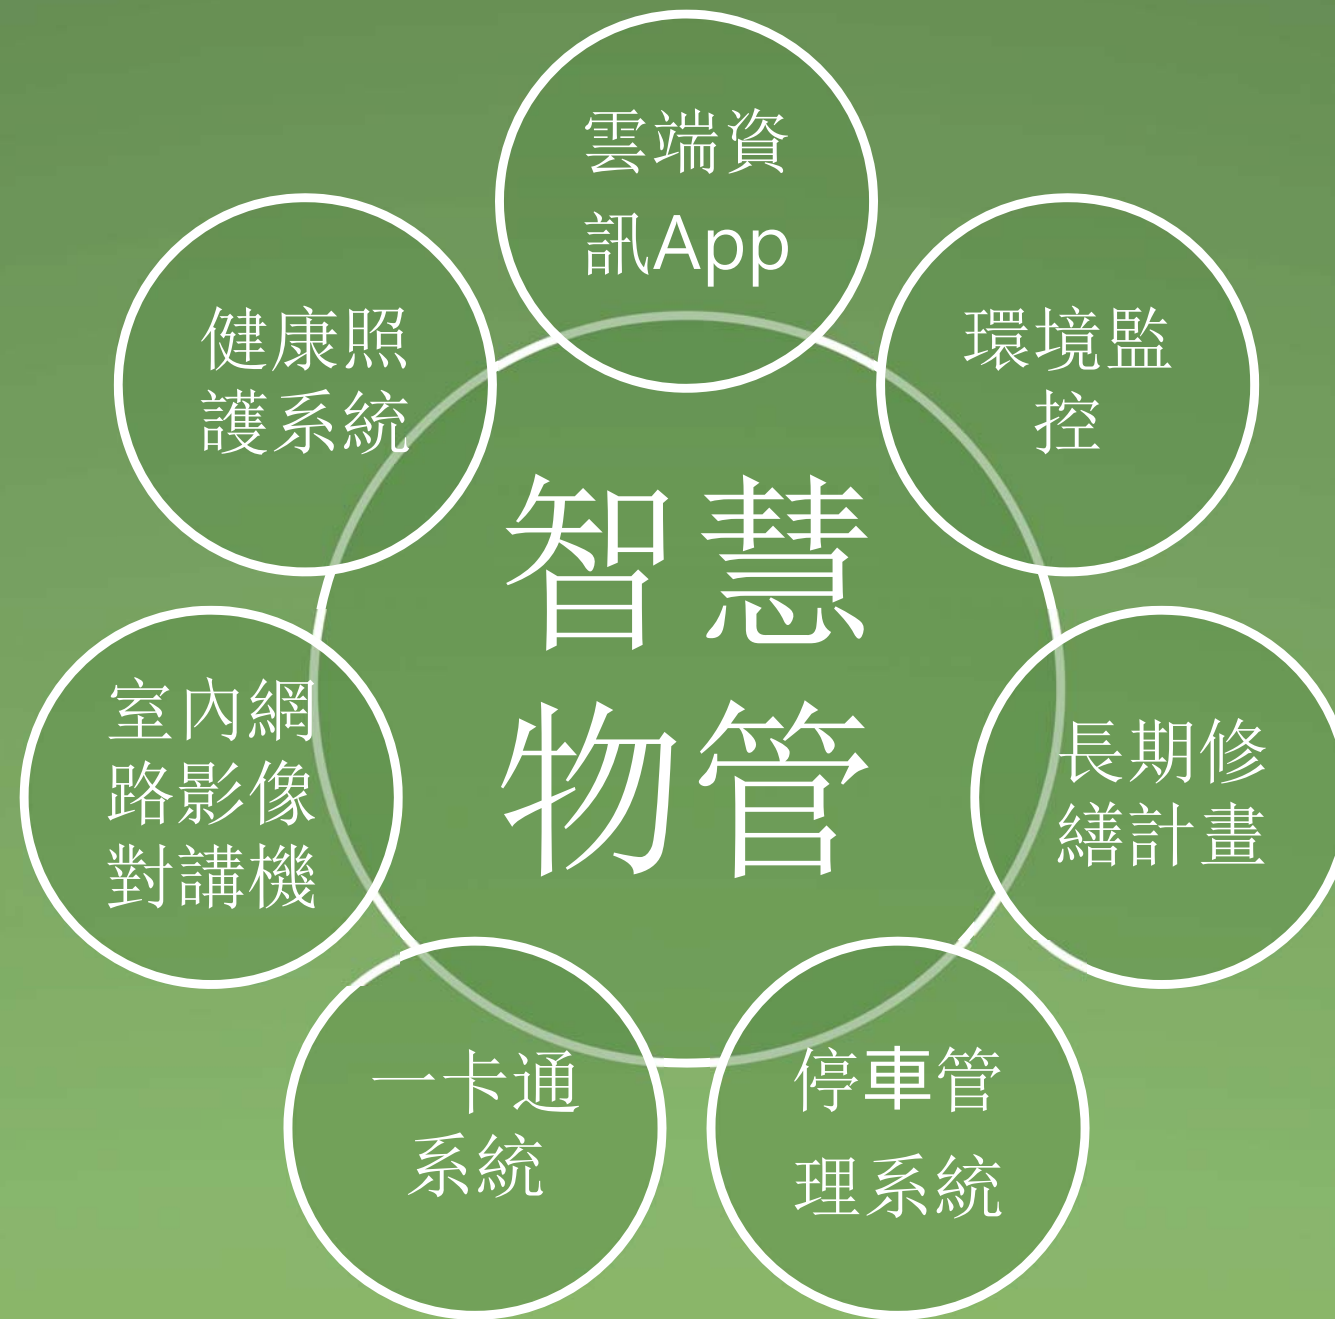 雲端資
訊App
環境監
控
長期修
繕計畫
停車管
理系統
一卡通
系統
室內網
路影像
對講機
健康照
護系統
智慧
物管